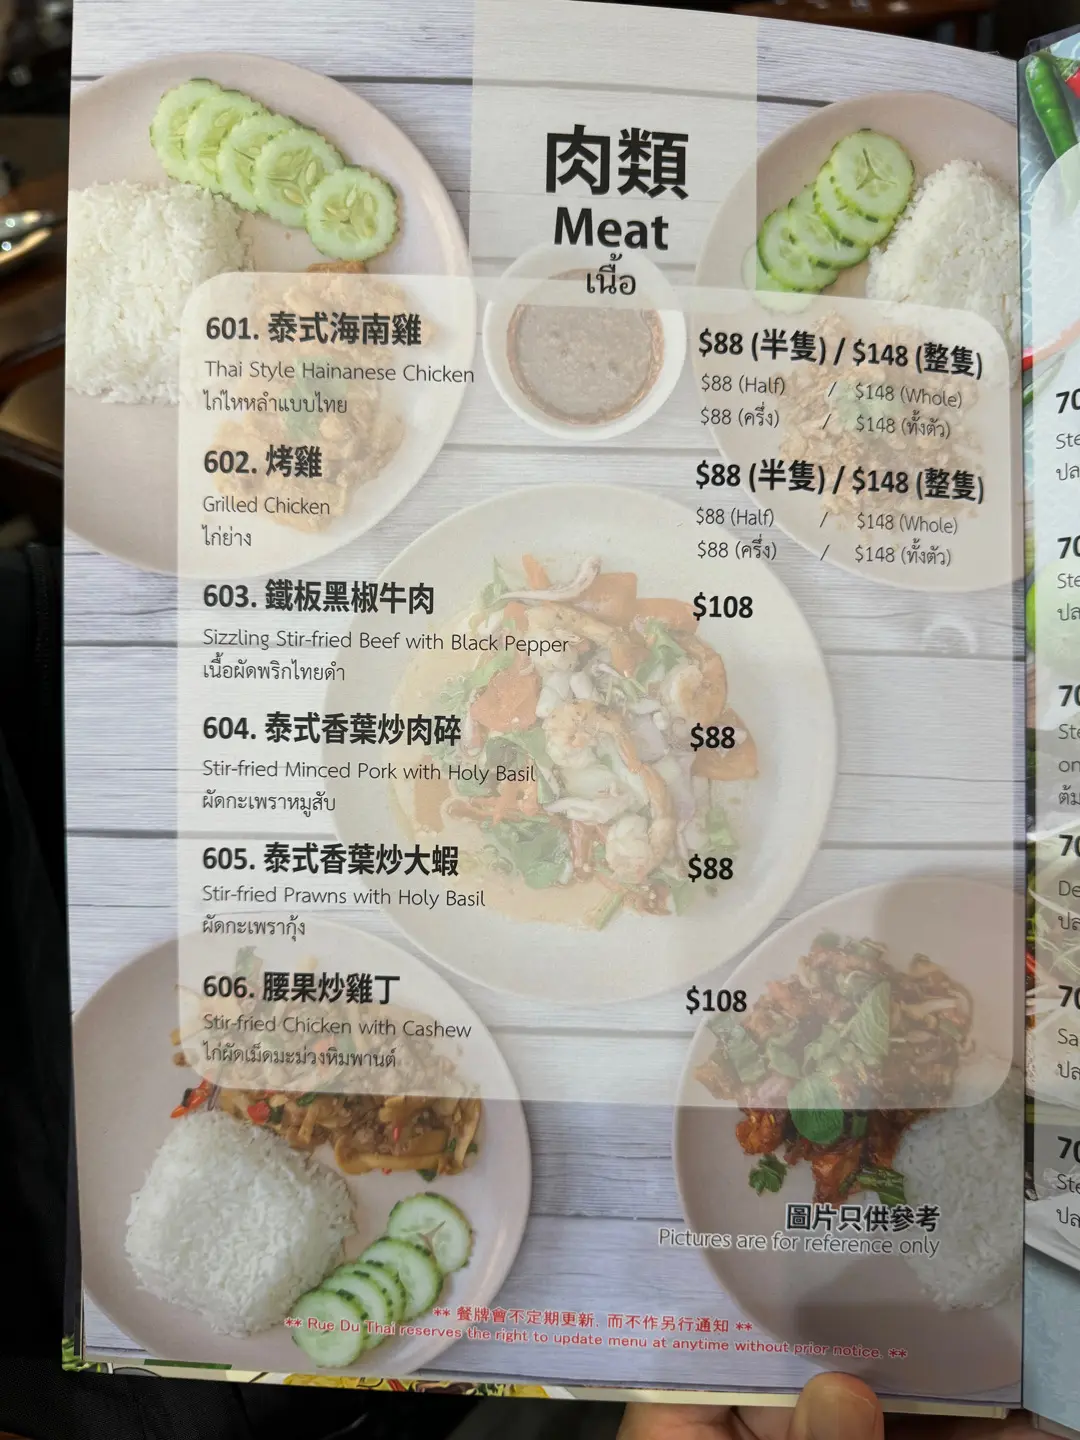 肉類
Meat
เนื้อ
601. 泰式海南雞
$88 (半隻) / $148 (整隻)
Thai Style Hainanese Chicken
$88 (Half) / $148 (Whole)
ไก่ไหหลำแบบไทย
$88 (ครึ่ง) / $148 (ทั้งตัว)
602. 烤雞
$88 (半隻) / $148 (整隻)
Grilled Chicken
$88 (Half) / $148 (Whole)
ไก่ย่าง
$88 (ครึ่ง) / $148 (ทั้งตัว)
603. 鐵板黑椒牛肉
$108
Sizzling Stir-fried Beef with Black Pepper
เนื้อผัดพริกไทยดำ
604. 泰式香葉炒肉碎
$88
Stir-fried Minced Pork with Holy Basil
ผัดกะเพราหมูสับ
605. 泰式香葉炒大蝦
$88
Stir-fried Prawns with Holy Basil
ผัดกะเพรากุ้ง
606. 腰果炒雞丁
$108
Stir-fried Chicken with Cashew
ไก่ผัดเม็ดมะม่วงหิมพานต์
圖片只供參考
Pictures are for reference only
** 餐牌會不定期更新, 而不作另行通知 **
** Rue Du Thai reserves the right to update menu at anytime without prior notice. **